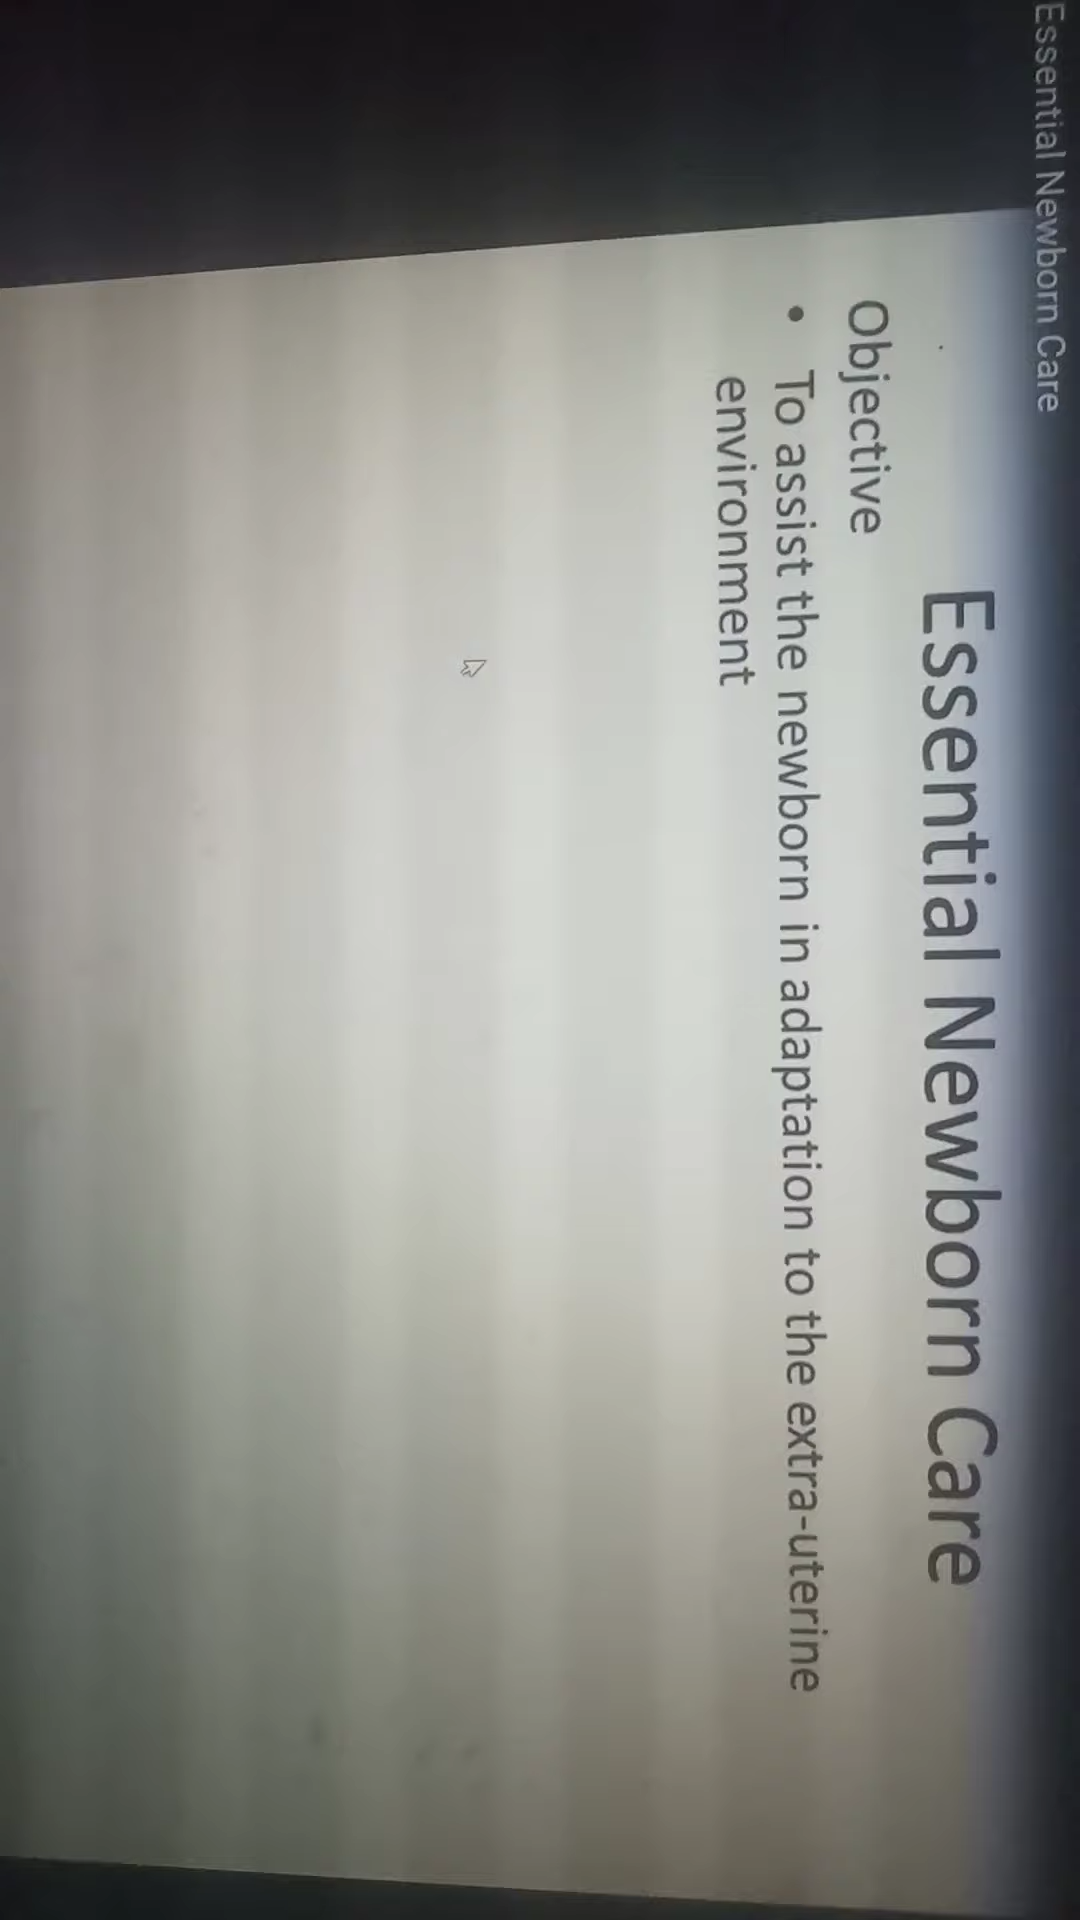 Essential Newborn Care
Essential Newborn Care
Objective
• To assist the newborn in adaptation to the extra-uterine
environment